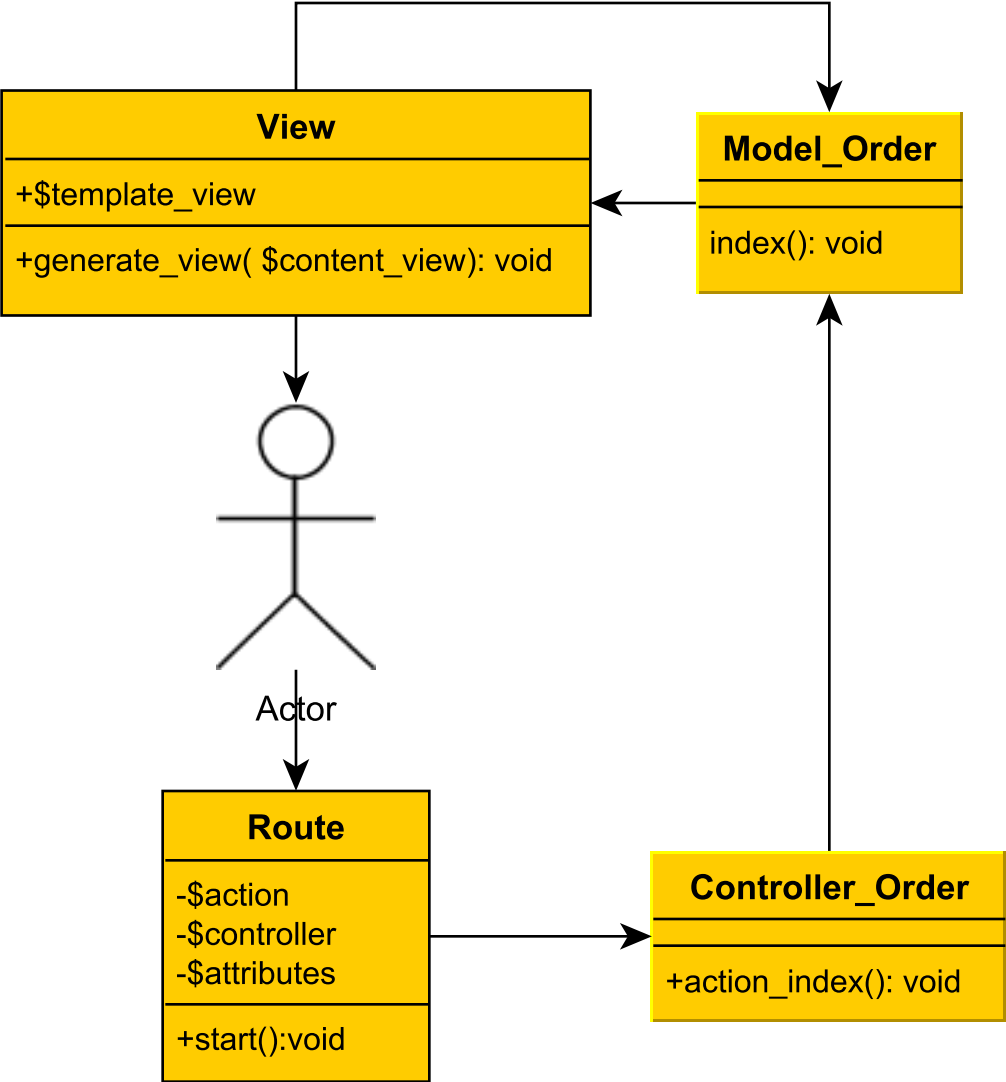 View
+$template_view
+generate_view( $content_view): void
Model_Order
index(): void
Actor
Route
-$action
-$controller
-$attributes
+start():void
Controller_Order
+action_index(): void